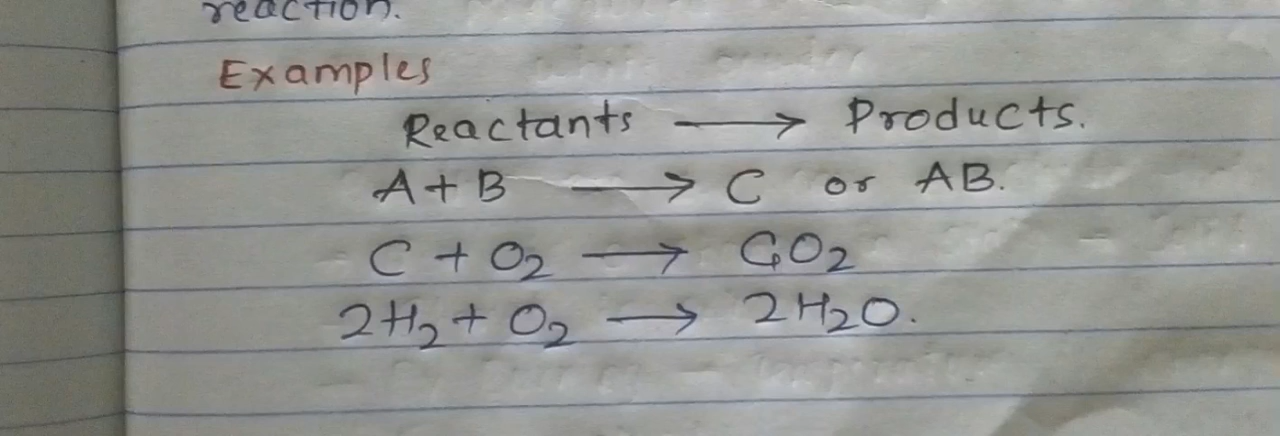 reaction.
Examples
Reactants ⟶ Products.
A + B ⟶ C or AB.
C + O₂ ⟶ CO₂
2H₂ + O₂ ⟶ 2H₂O.